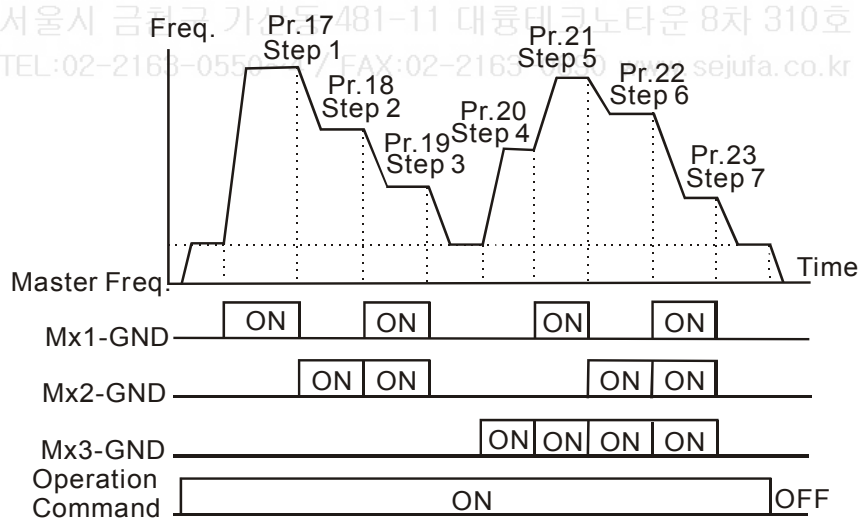 서울시 금천구 가산동 481-11 대륭테크노타운 8차 310호
TEL:02-2163-055 / FAX:02-2163- www.sejufa.co.kr
Freq.
Pr.17
Step 1
Pr.18
Step 2
Pr.19
Step 3
Pr.20
Step 4
Pr.21
Step 5
Pr.22
Step 6
Pr.23
Step 7
Master Freq.
Time
Mx1-GND
ON ON ON ON
Mx2-GND
ON ON ON ON
Mx3-GND
ON ON ON ON
Operation
Command
ON
OFF